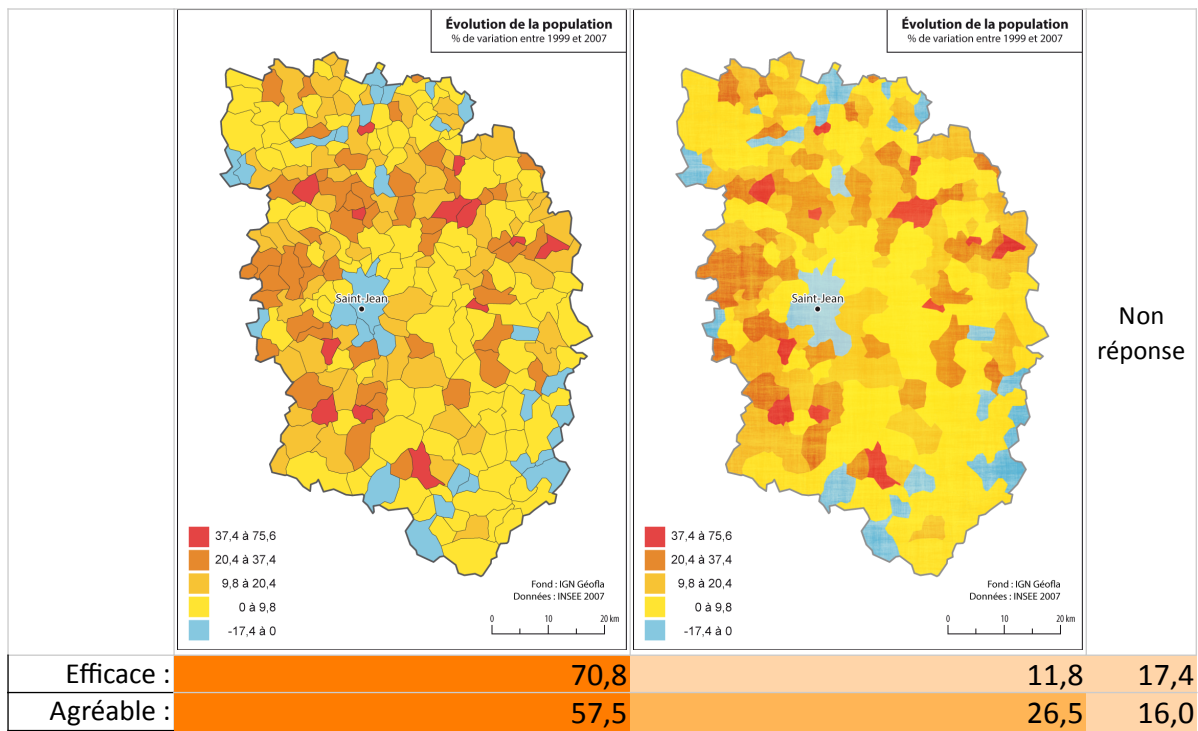 Évolution de la population
% de variation entre 1999 et 2007
Saint-Jean
37,4 à 75,6
20,4 à 37,4
9,8 à 20,4
0 à 9,8
-17,4 à 0
Fond : IGN Géofla
Données : INSEE 2007
0 10 20 km
Évolution de la population
% de variation entre 1999 et 2007
Saint-Jean
37,4 à 75,6
20,4 à 37,4
9,8 à 20,4
0 à 9,8
-17,4 à 0
Fond : IGN Géofla
Données : INSEE 2007
0 10 20 km
Non
réponse
Efficace : 70,8 11,8 17,4
Agréable : 57,5 26,5 16,0